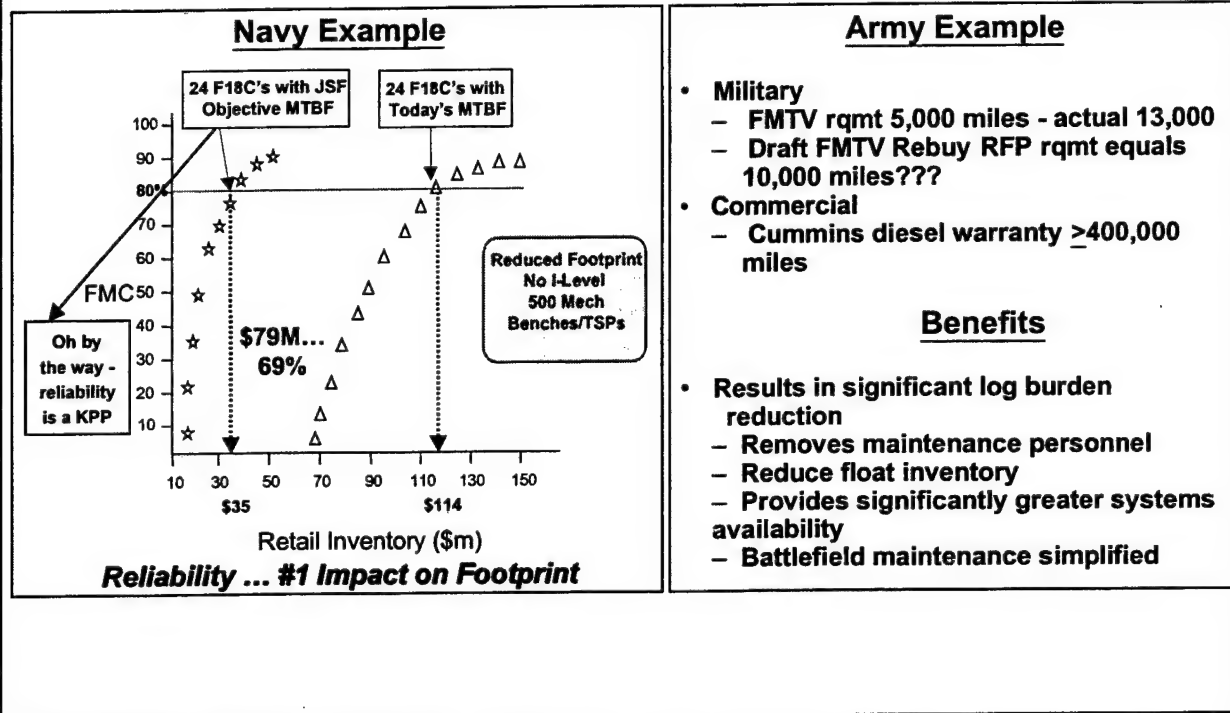 Navy Example
24 F18C's with JSF
Objective MTBF
24 F18C's with
Today's MTBF
100
90
80%
70
60
FMC 50
40
30
20
10
Oh by
the way -
reliability
is a KPP
$79M...
69%
Reduced Footprint
No I-Level
500 Mech
Benches/TSPs
10 30 50 70 90 110 130 150
$35 $114
Retail Inventory ($m)
Reliability ... #1 Impact on Footprint
Army Example
• Military
– FMTV rqmt 5,000 miles - actual 13,000
– Draft FMTV Rebuy RFP rqmt equals
10,000 miles???
• Commercial
– Cummins diesel warranty ≥400,000
miles
Benefits
• Results in significant log burden
reduction
– Removes maintenance personnel
– Reduce float inventory
– Provides significantly greater systems
availability
– Battlefield maintenance simplified